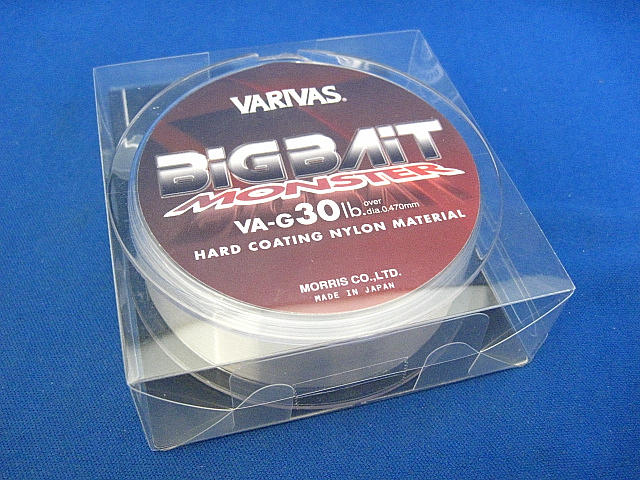 VARIVAS®
BiGBAiT
MONSTER
VA-G30lb. over dia.0.470mm
HARD COATING NYLON MATERIAL
MORRIS CO.,LTD.
MADE IN JAPAN